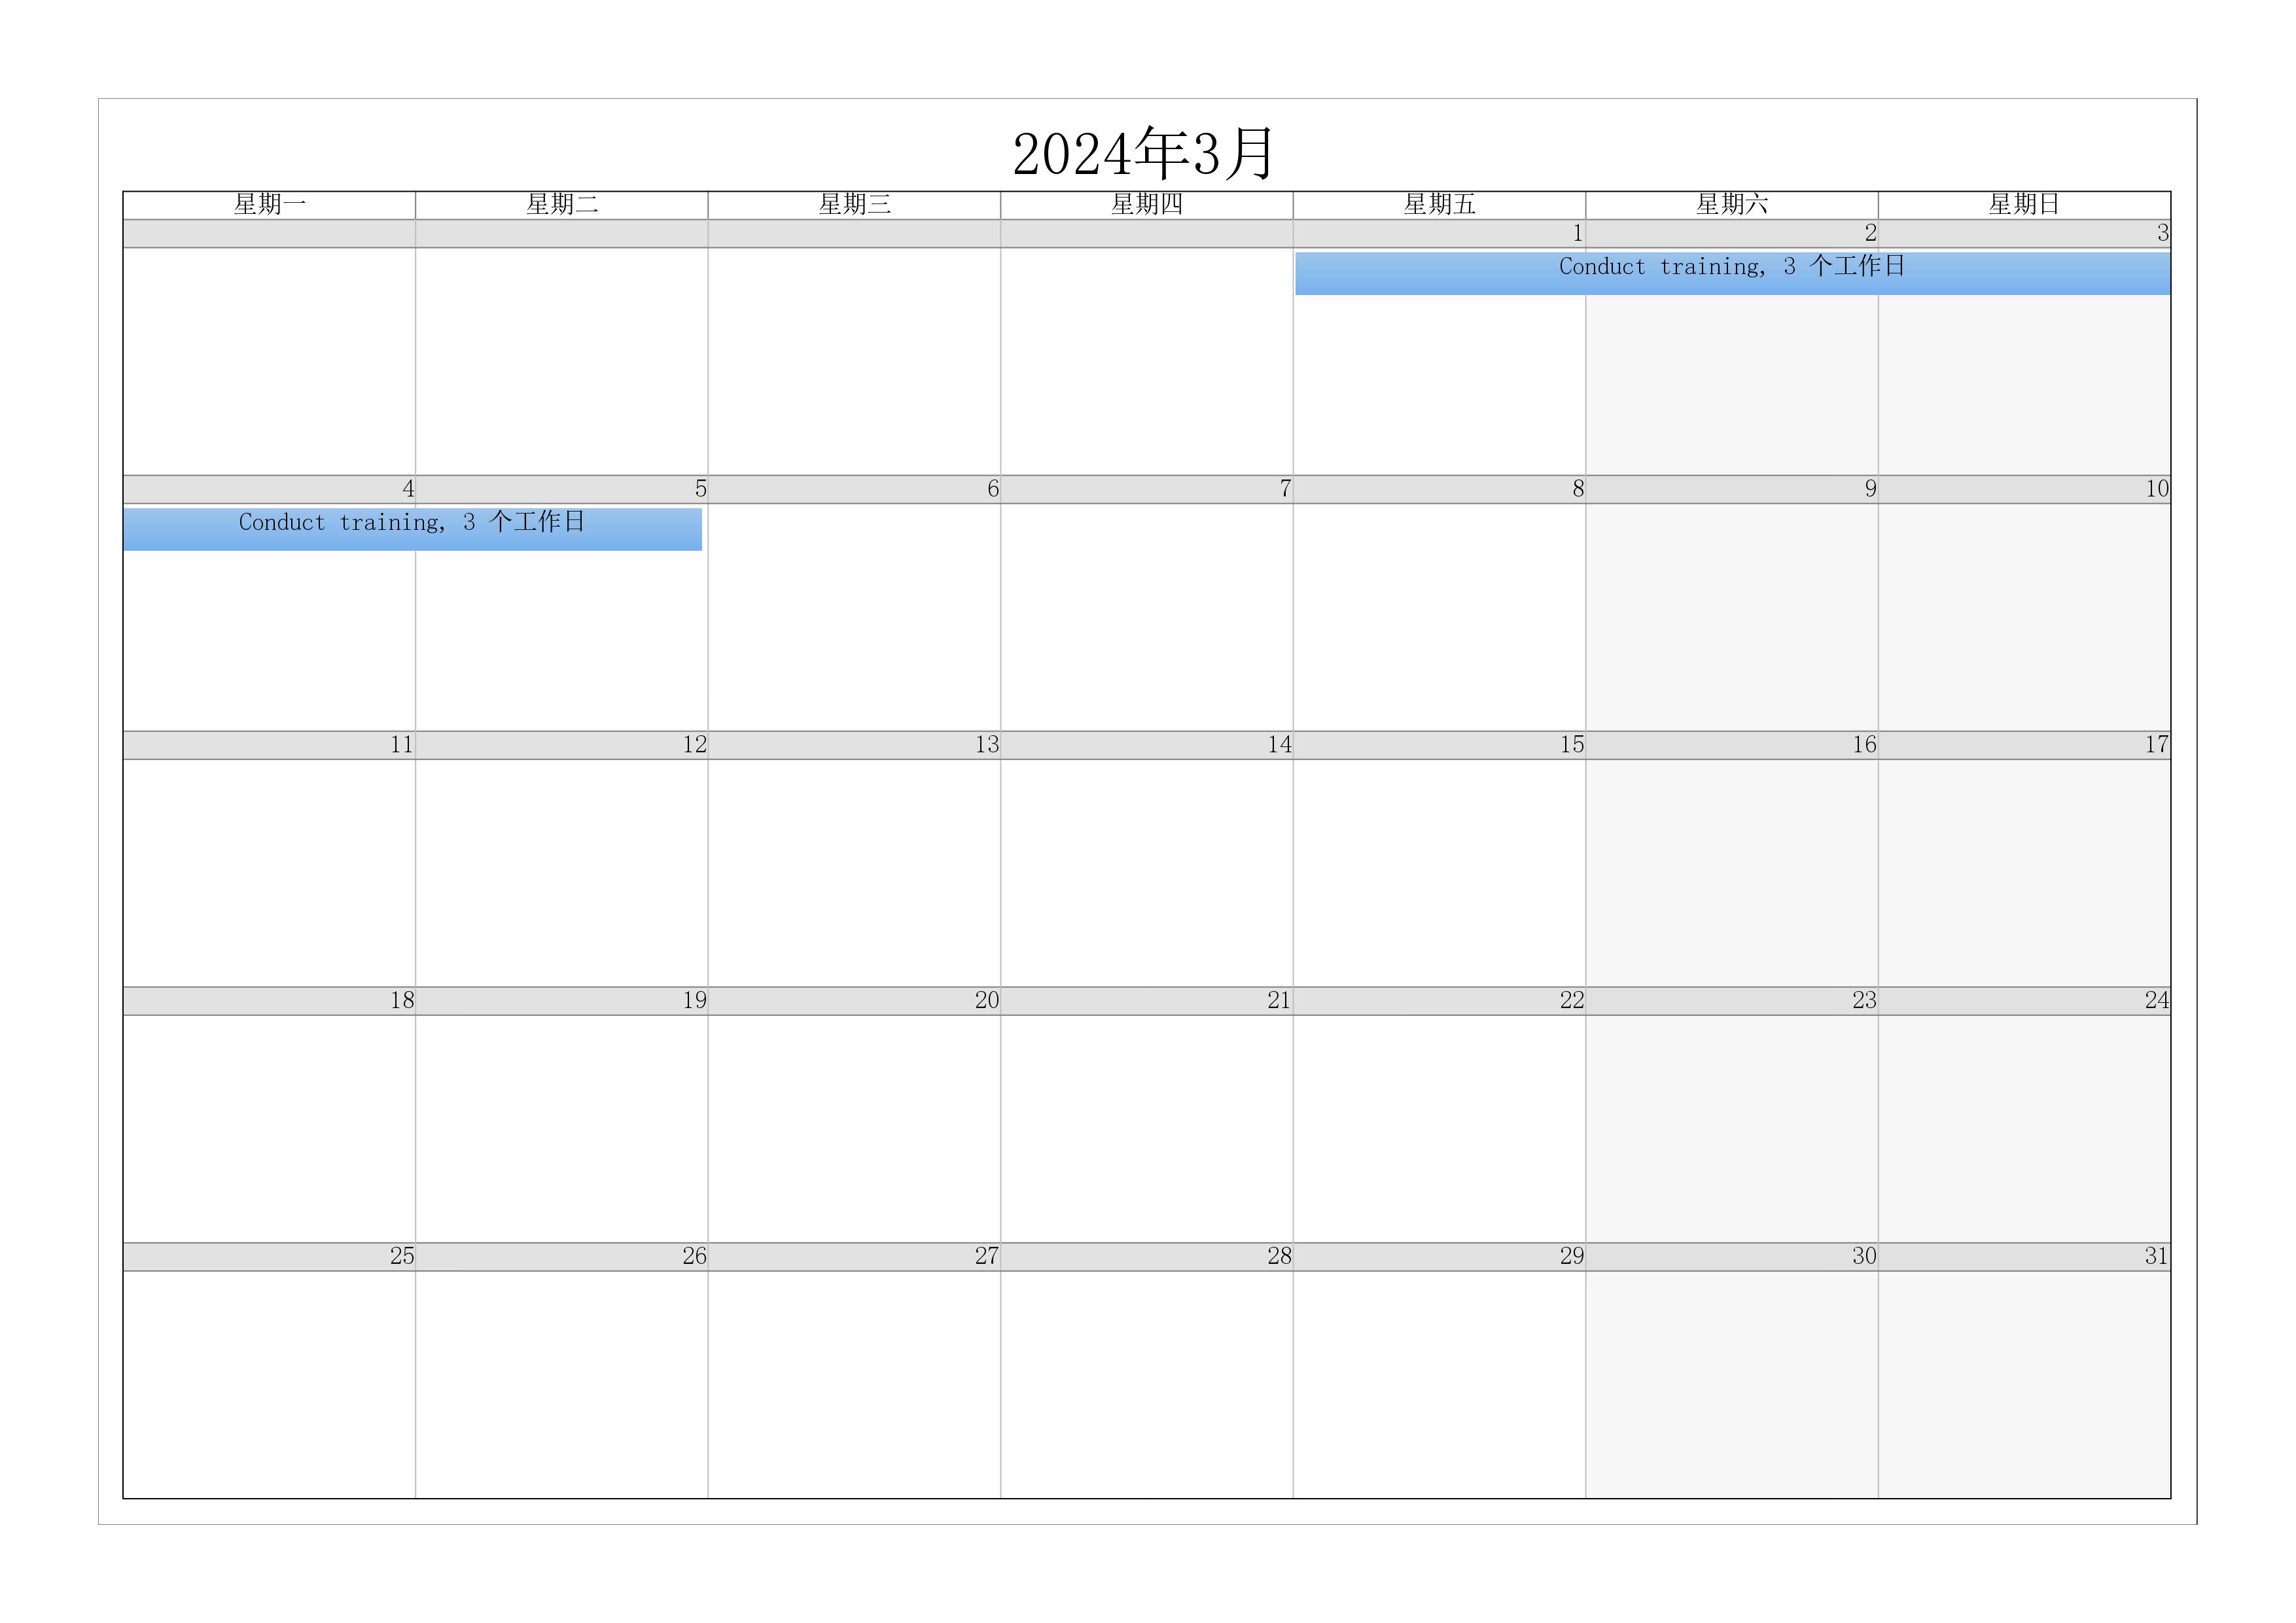 2024年3月
星期一 星期二 星期三 星期四 星期五 星期六 星期日
1 2 3
Conduct training, 3 个工作日
4 5 6 7 8 9 10
Conduct training, 3 个工作日
11 12 13 14 15 16 17
18 19 20 21 22 23 24
25 26 27 28 29 30 31